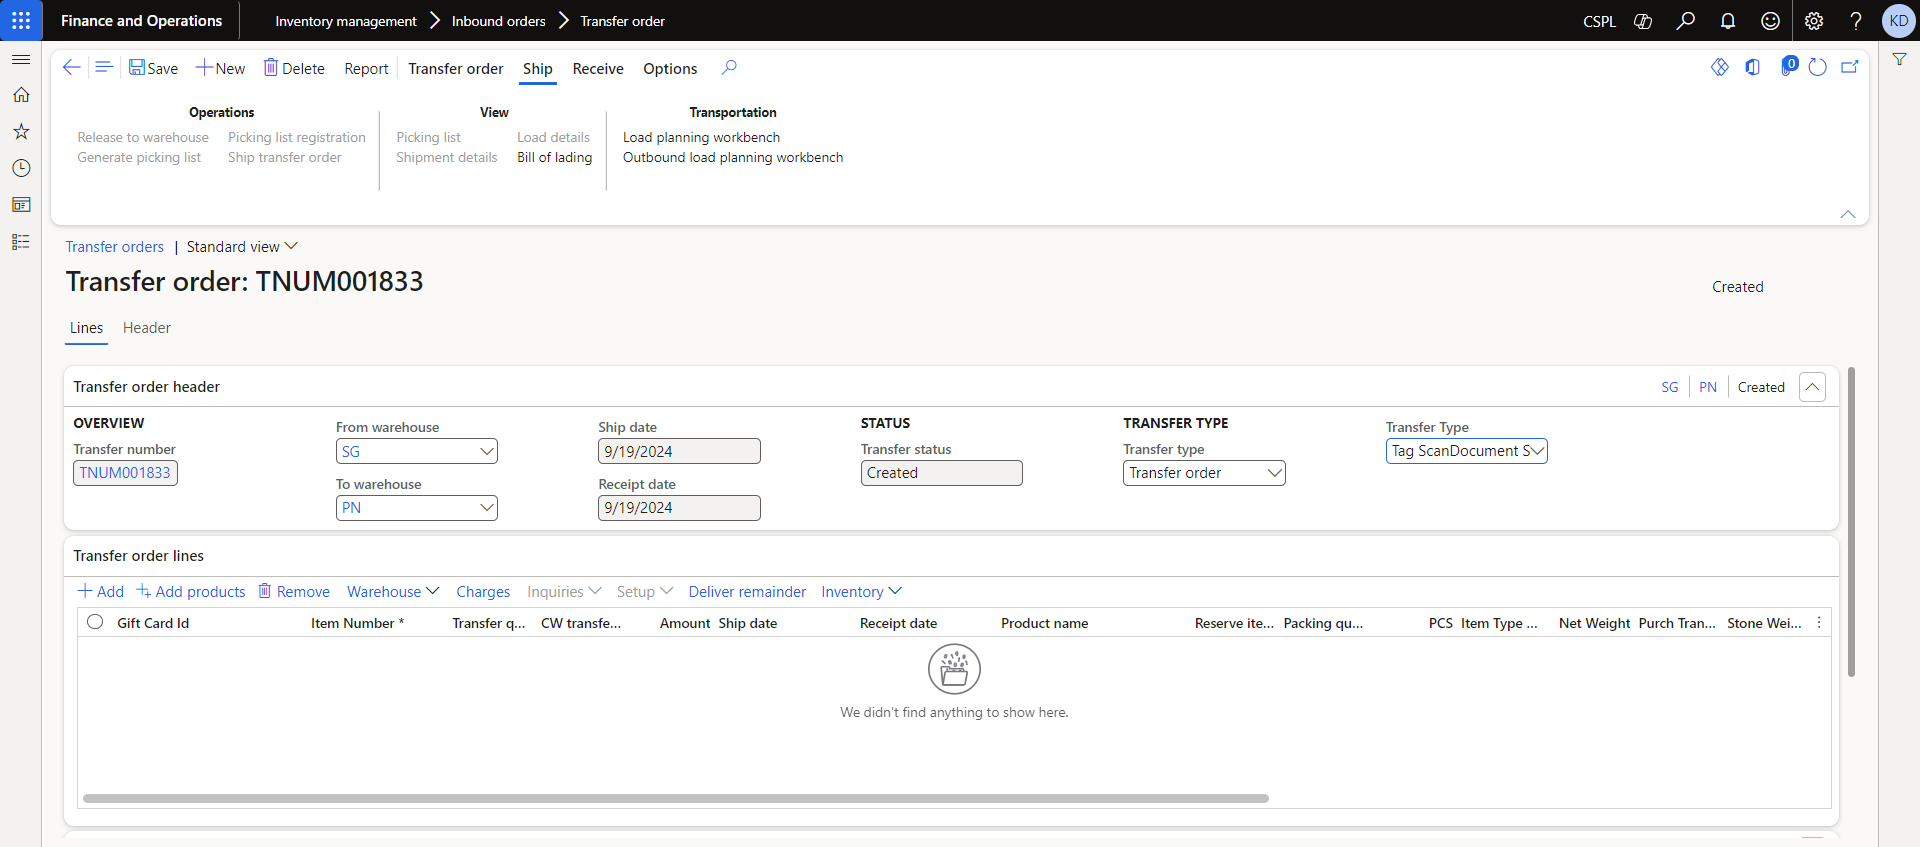 Finance and Operations
Inventory management Inbound orders Transfer order
CSPL
KD
Save New Delete Report Transfer order Ship Receive Options
0
Operations
Release to warehouse Picking list registration
Generate picking list Ship transfer order
View
Picking list Load details
Shipment details Bill of lading
Transportation
Load planning workbench
Outbound load planning workbench
Transfer orders | Standard view
Transfer order: TNUM001833
Created
Lines Header
Transfer order header
SG PN Created
OVERVIEW
Transfer number
TNUM001833
From warehouse
SG
To warehouse
PN
Ship date
9/19/2024
Receipt date
9/19/2024
STATUS
Transfer status
Created
TRANSFER TYPE
Transfer type
Transfer order
Transfer Type
Tag ScanDocument S
Transfer order lines
Add Add products Remove Warehouse Charges Inquiries Setup Deliver remainder Inventory
Gift Card Id Item Number * Transfer q... CW transfe... Amount Ship date Receipt date Product name Reserve ite... Packing qu... PCS Item Type ... Net Weight Purch Tran... Stone Wei...
We didn't find anything to show here.